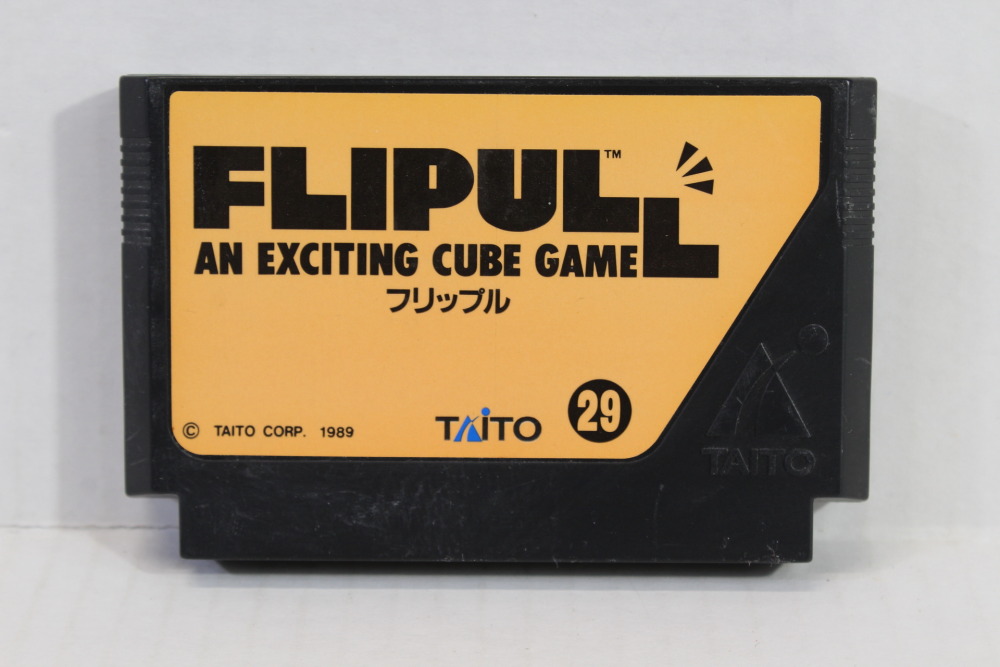 FLIPULL™
AN EXCITING CUBE GAME
フリップル
© TAITO CORP. 1989
TAITO
29
TAITO